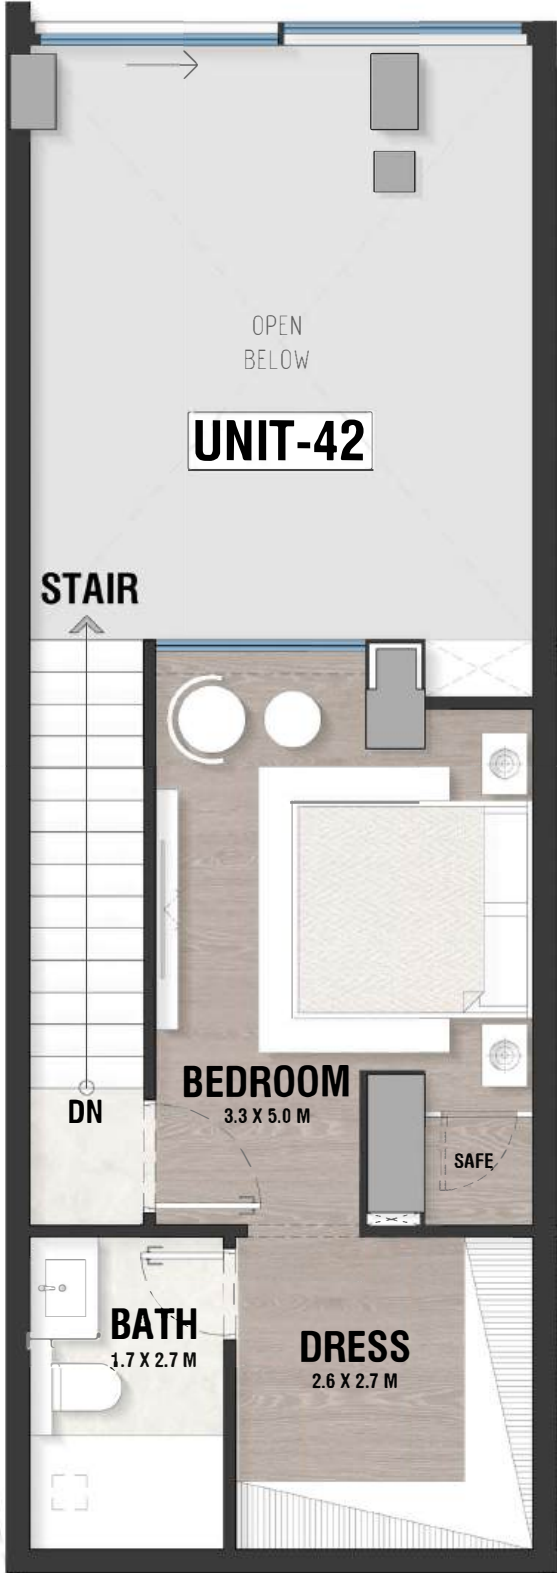 OPEN
BELOW
UNIT-42
STAIR
DN
BEDROOM
3.3 X 5.0 M
SAFE
BATH
1.7 X 2.7 M
DRESS
2.6 X 2.7 M